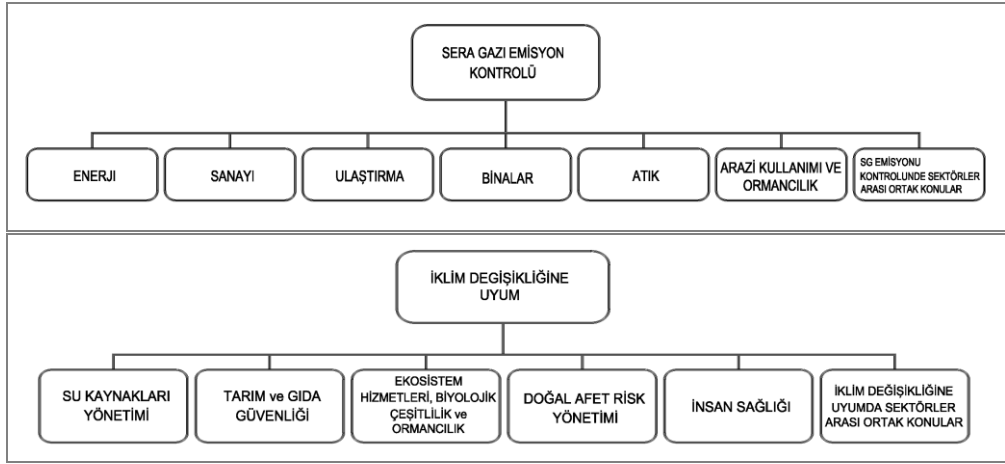 SERA GAZI EMİSYON
KONTROLÜ
ENERJI
SANAYI
ULAŞTIRMA
BİNALAR
ATIK
ARAZİ KULLANIMI VE
ORMANCILIK
SG EMİSYONU
KONTROLUNDE SEKTÖRLER
ARASI ORTAK KONULAR
İKLİM DEGİŞİKLİĞİNE
UYUM
SU KAYNAKLARI
YÖNETİMİ
TARIM ve GIDA
GÜVENLİĞİ
EKOSİSTEM
HİZMETLERİ, BİYOLOJİK
ÇEŞİTLİLİK ve
ORMANCILIK
DOĞAL AFET RİSK
YÖNETİMİ
İNSAN SAĞLIĞI
İKLİM DEĞİŞİKLİĞİNE
UYUMDA SEKTÖRLER
ARASI ORTAK KONULAR